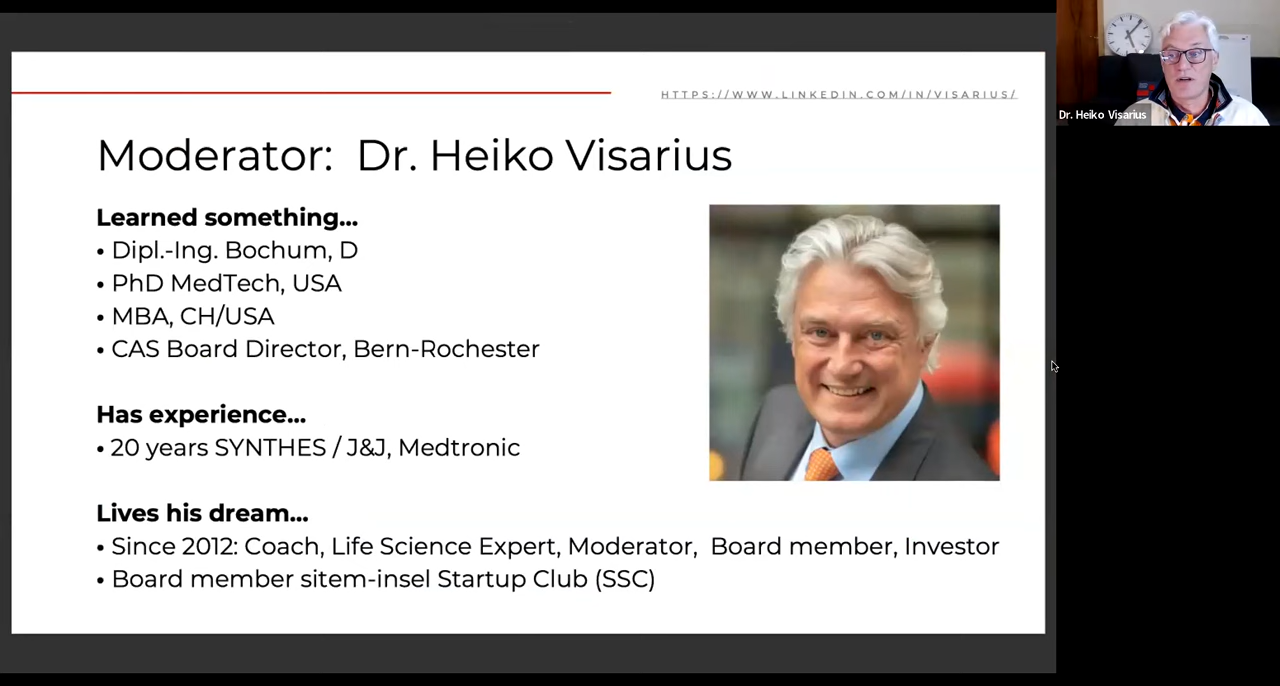 HTTPS://WWW.LINKEDIN.COM/IN/VISARIUS/
Moderator:  Dr. Heiko Visarius
Learned something...
• Dipl.-Ing. Bochum, D
• PhD MedTech, USA
• MBA, CH/USA
• CAS Board Director, Bern-Rochester
Has experience...
• 20 years SYNTHES / J&J, Medtronic
Lives his dream...
• Since 2012: Coach, Life Science Expert, Moderator,  Board member, Investor
• Board member sitem-insel Startup Club (SSC)
Dr. Heiko Visarius